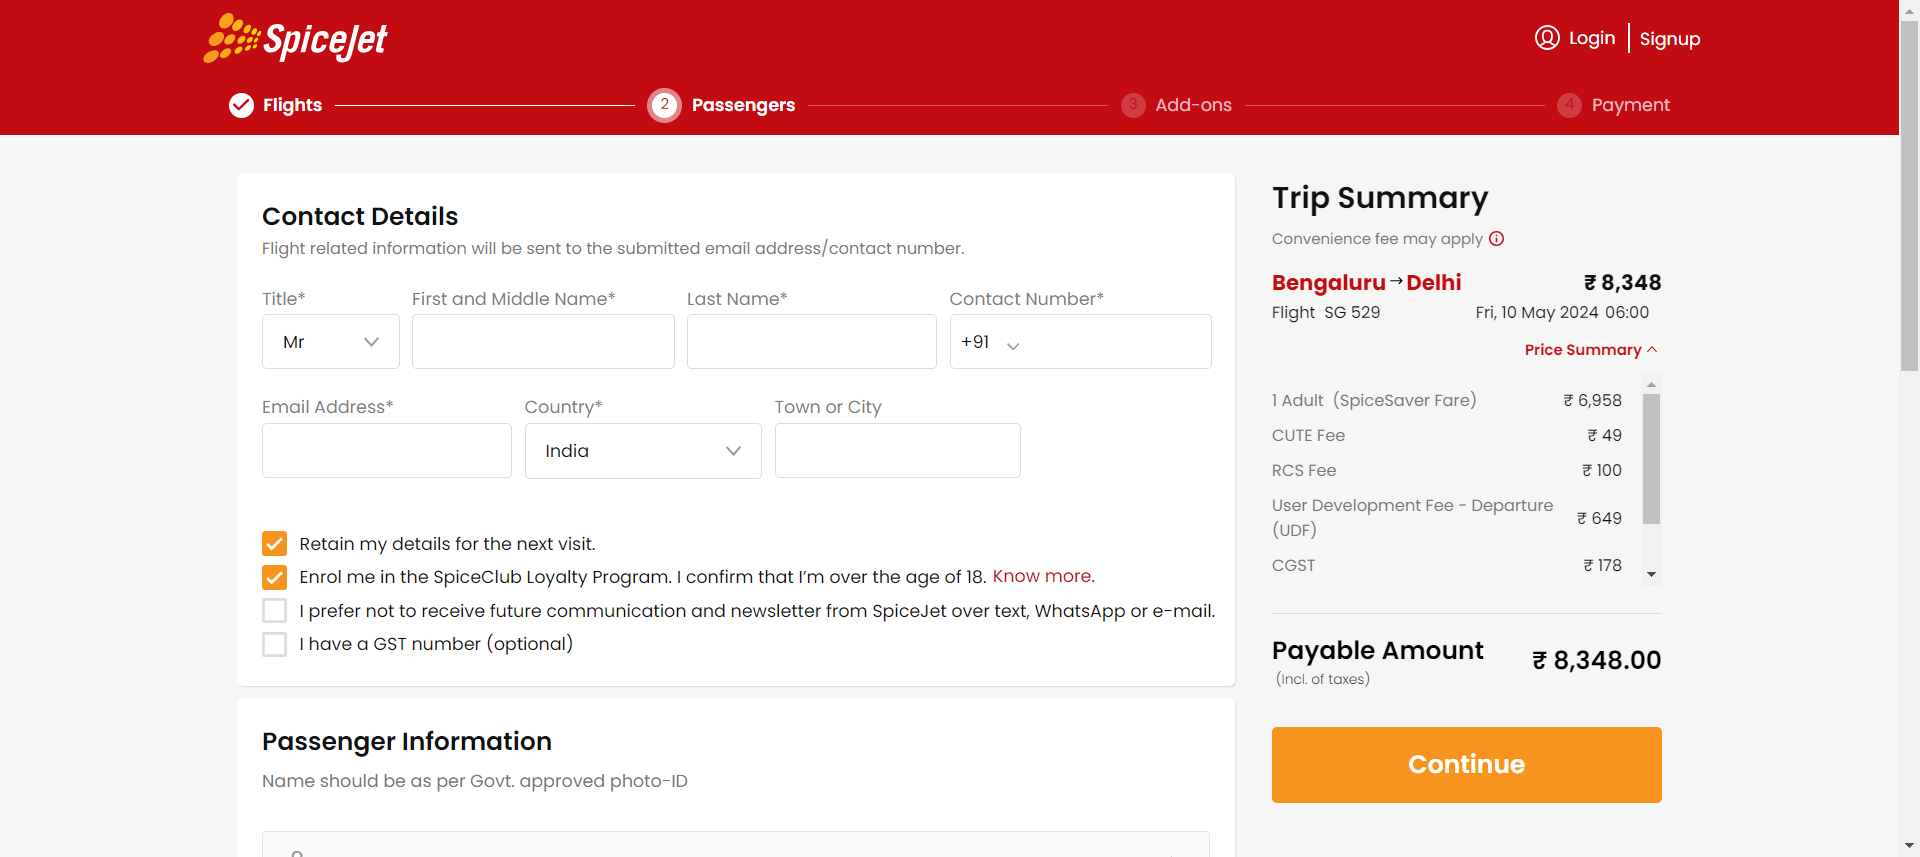 SpiceJet
Login
Signup
Flights
2
Passengers
3
Add-ons
4
Payment
Contact Details
Flight related information will be sent to the submitted email address/contact number.
Title*
First and Middle Name*
Last Name*
Contact Number*
Mr
+91
Email Address*
Country*
Town or City
India
Retain my details for the next visit.
Enrol me in the SpiceClub Loyalty Program. I confirm that I'm over the age of 18. Know more.
I prefer not to receive future communication and newsletter from SpiceJet over text, WhatsApp or e-mail.
I have a GST number (optional)
Passenger Information
Name should be as per Govt. approved photo-ID
Trip Summary
Convenience fee may apply
Bengaluru → Delhi ₹ 8,348
Flight SG 529 Fri, 10 May 2024 06:00
Price Summary
1 Adult (SpiceSaver Fare) ₹ 6,958
CUTE Fee ₹ 49
RCS Fee ₹ 100
User Development Fee - Departure
(UDF) ₹ 649
CGST ₹ 178
Payable Amount ₹ 8,348.00
(Incl. of taxes)
Continue